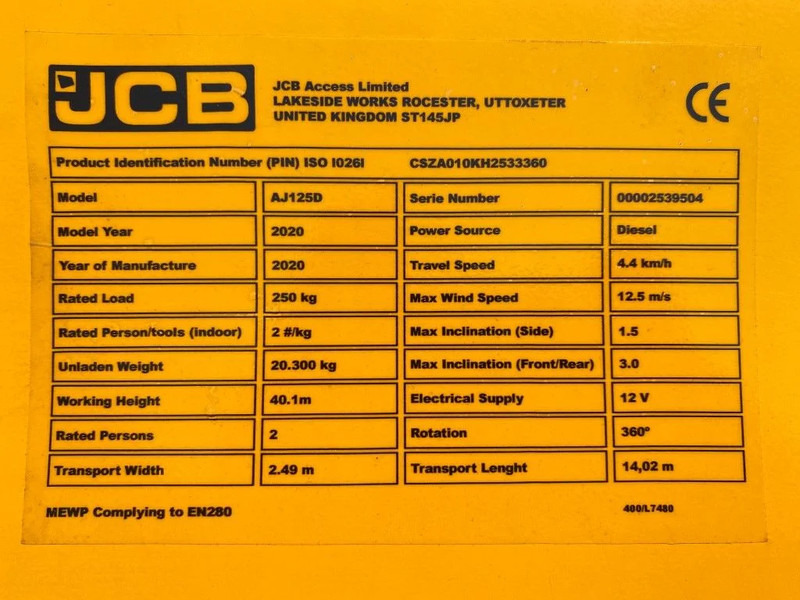 JCB
JCB Access Limited
LAKESIDE WORKS ROCESTER, UTTOXETER
UNITED KINGDOM ST145JP
CE
Product Identification Number (PIN) ISO I026I CSZA010KH2533360
Model AJ125D Serie Number 00002539504
Model Year 2020 Power Source Diesel
Year of Manufacture 2020 Travel Speed 4.4 km/h
Rated Load 250 kg Max Wind Speed 12.5 m/s
Rated Person/tools (indoor) 2 #/kg Max Inclination (Side) 1.5
Unladen Weight 20.300 kg Max Inclination (Front/Rear) 3.0
Working Height 40.1m Electrical Supply 12 V
Rated Persons 2 Rotation 360º
Transport Width 2.49 m Transport Lenght 14,02 m
MEWP Complying to EN280 400/L7480